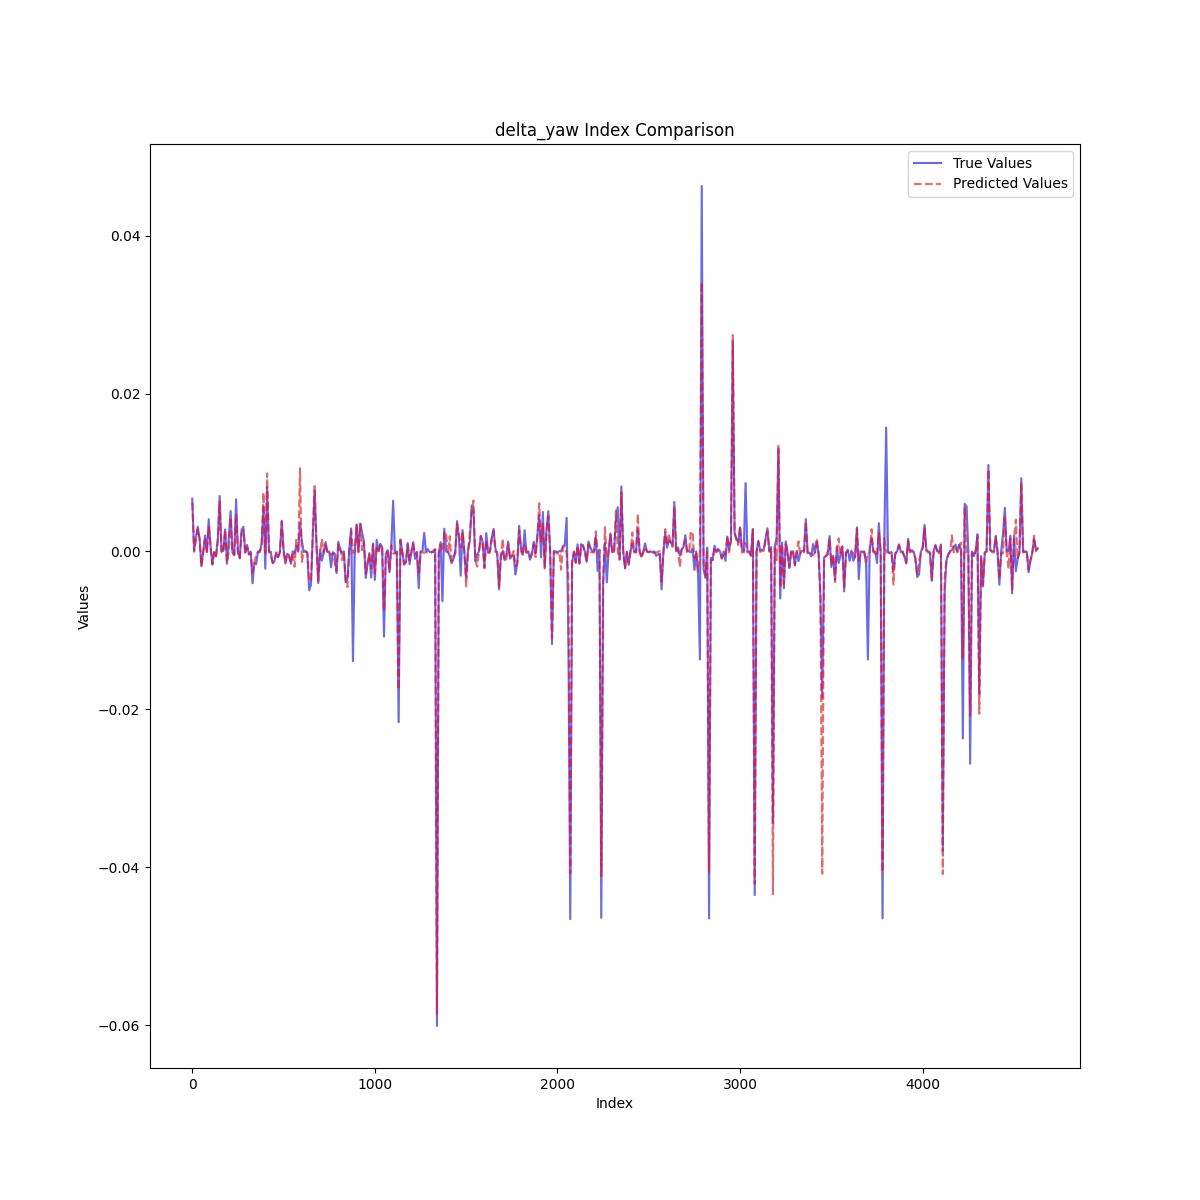 delta_yaw Index Comparison
True Values
Predicted Values
0.04
0.02
0.00
−0.02
−0.04
−0.06
Values
0
1000
2000
3000
4000
Index